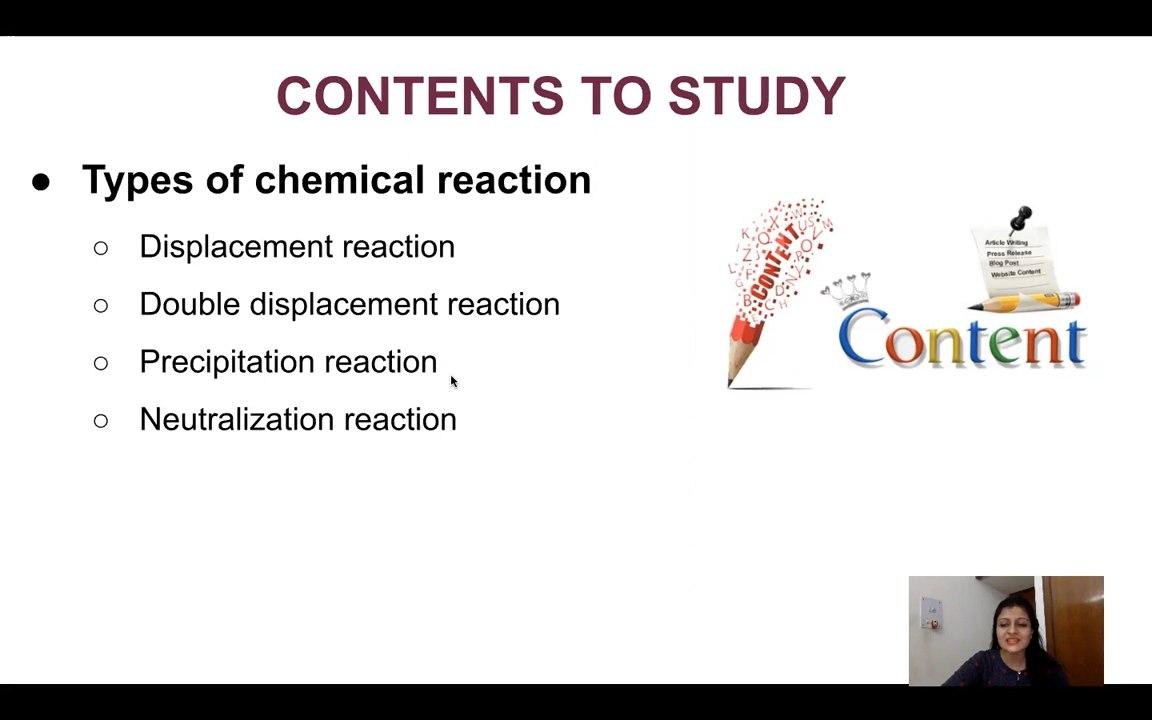 CONTENTS TO STUDY
● Types of chemical reaction
○ Displacement reaction
○ Double displacement reaction
○ Precipitation reaction
○ Neutralization reaction
CONTENT
Article Writing
Press Release
Blog Post
Website Content
Content